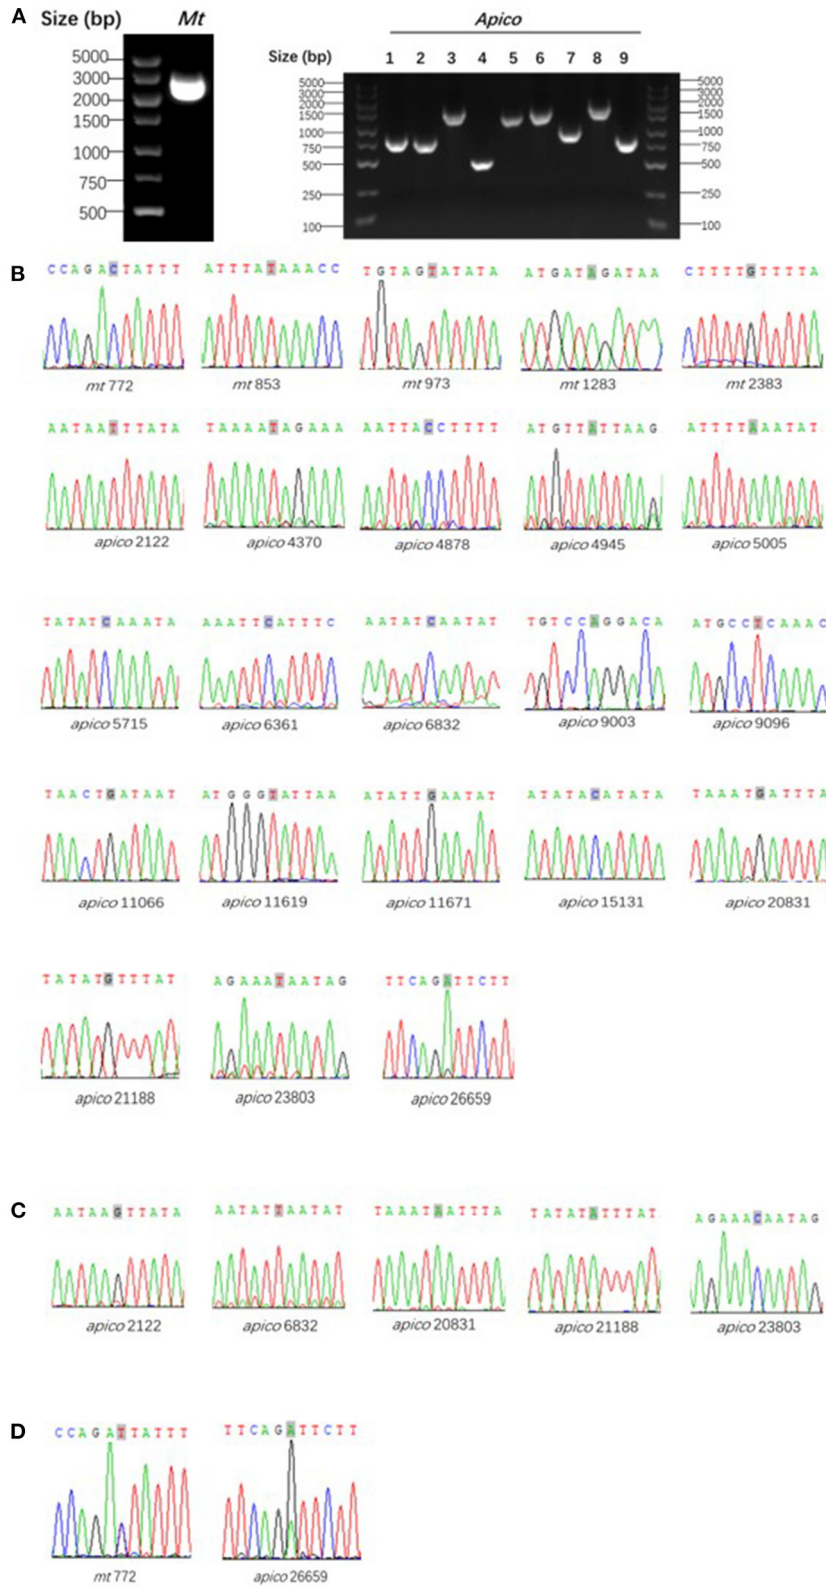 A
Size (bp) Mt
5000
3000
2000
1500
1000
750
500
Apico
Size (bp) 1 2 3 4 5 6 7 8 9
5000 5000
3000 3000
2000 2000
1500 1500
1000 1000
750 750
500 500
250 250
100 100
B
CCAGACTATTT ATTTATAAACC TGTAGTATATA ATGATAGATAA CTTTTGTTTTA
mt 772 mt 853 mt 973 mt 1283 mt 2383
AATAATTTATA TAAAATAGAAA AATTACCTTTT ATGTTATTAAG ATTTTAAATAT
apico 2122 apico 4370 apico 4878 apico 4945 apico 5005
TATATCAAATA AAATTCATTTC AATATCAATAT TGTCCAGGACA ATGCCTCAAAC
apico 5715 apico 6361 apico 6832 apico 9003 apico 9096
TAACTGATAAT ATGGGTATTAA ATATTGAATAT ATATACATATA TAAATGATTTA
apico 11066 apico 11619 apico 11671 apico 15131 apico 20831
TATATGTTTAT AGAAATAATAG TTCAGATTCTT
apico 21188 apico 23803 apico 26659
C
AATAAGTTATA AATATTAATAT TAAATAATTTA TATATATTTAT AGAAACAATAG
apico 2122 apico 6832 apico 20831 apico 21188 apico 23803
D
CCAGATTATTT TTCAGATTCTT
mt 772 apico 26659